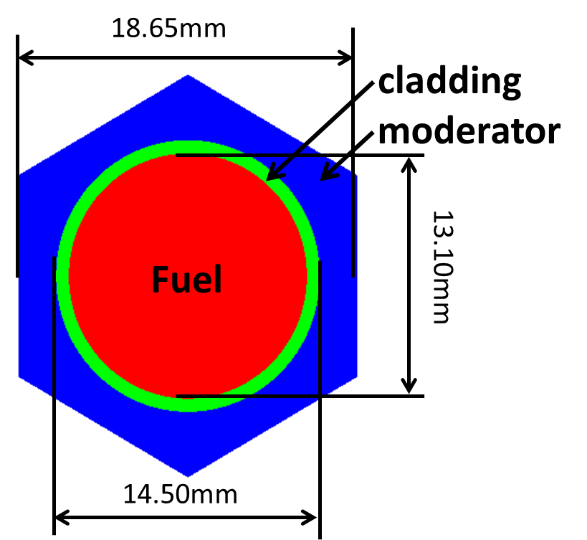 18.65mm
cladding
moderator
13.10mm
Fuel
14.50mm